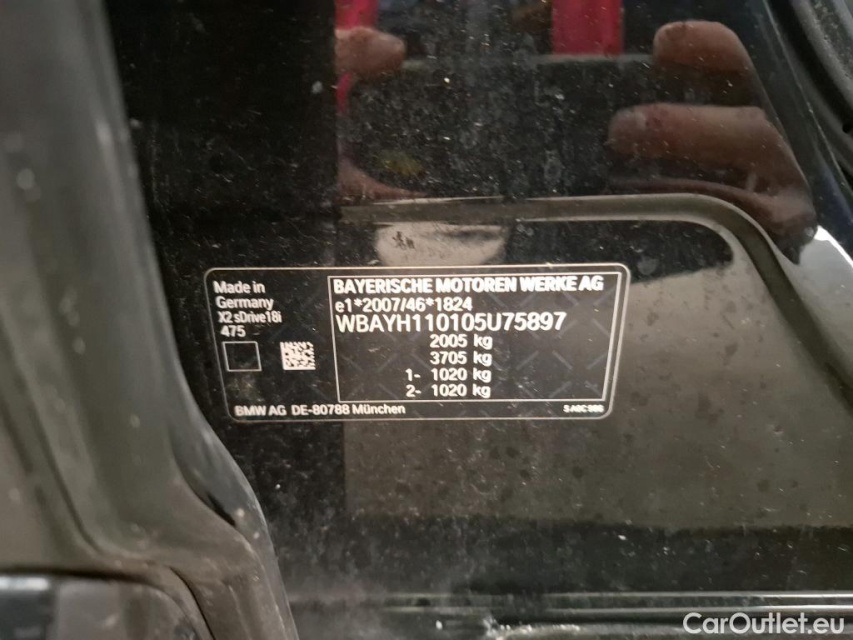 Made in
Germany
X2 sDrive18i
475
BAYERISCHE MOTOREN WERKE AG
e1*2007/46*1824
WBAYH110105U75897
2005 kg
3705 kg
1- 1020 kg
2- 1020 kg
BMW AG DE-80788 München
CarOutlet.eu